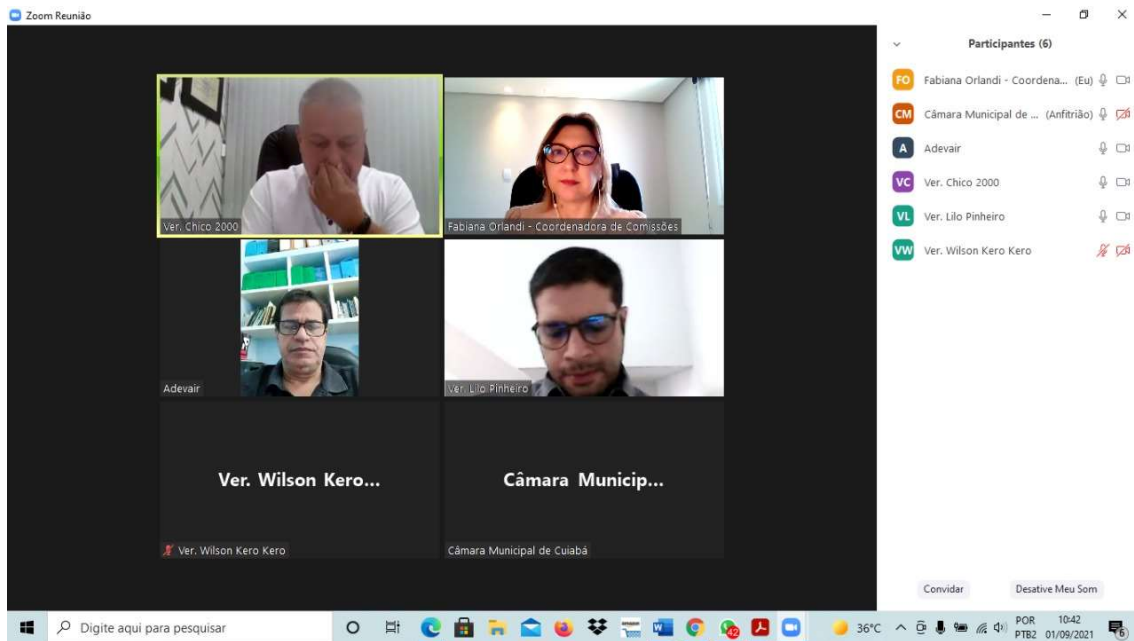 Zoom Reunião
Participantes (6)
Ver. Chico 2000
Fabiana Orlandi - Coordenadora de Comissões
Adevair
Ver. Lilo Pinheiro
Ver. Wilson Kero...
Câmara Municip...
Ver. Wilson Kero Kero
Câmara Municipal de Cuiabá
FO Fabiana Orlandi - Coordena... (Eu)
CM Câmara Municipal de ... (Anfitrião)
A Adevair
VC Ver. Chico 2000
VL Ver. Lilo Pinheiro
VW Ver. Wilson Kero Kero
Convidar Desative Meu Som
Digite aqui para pesquisar
42
36°C
POR 10:42
PTB2 01/09/2021
6